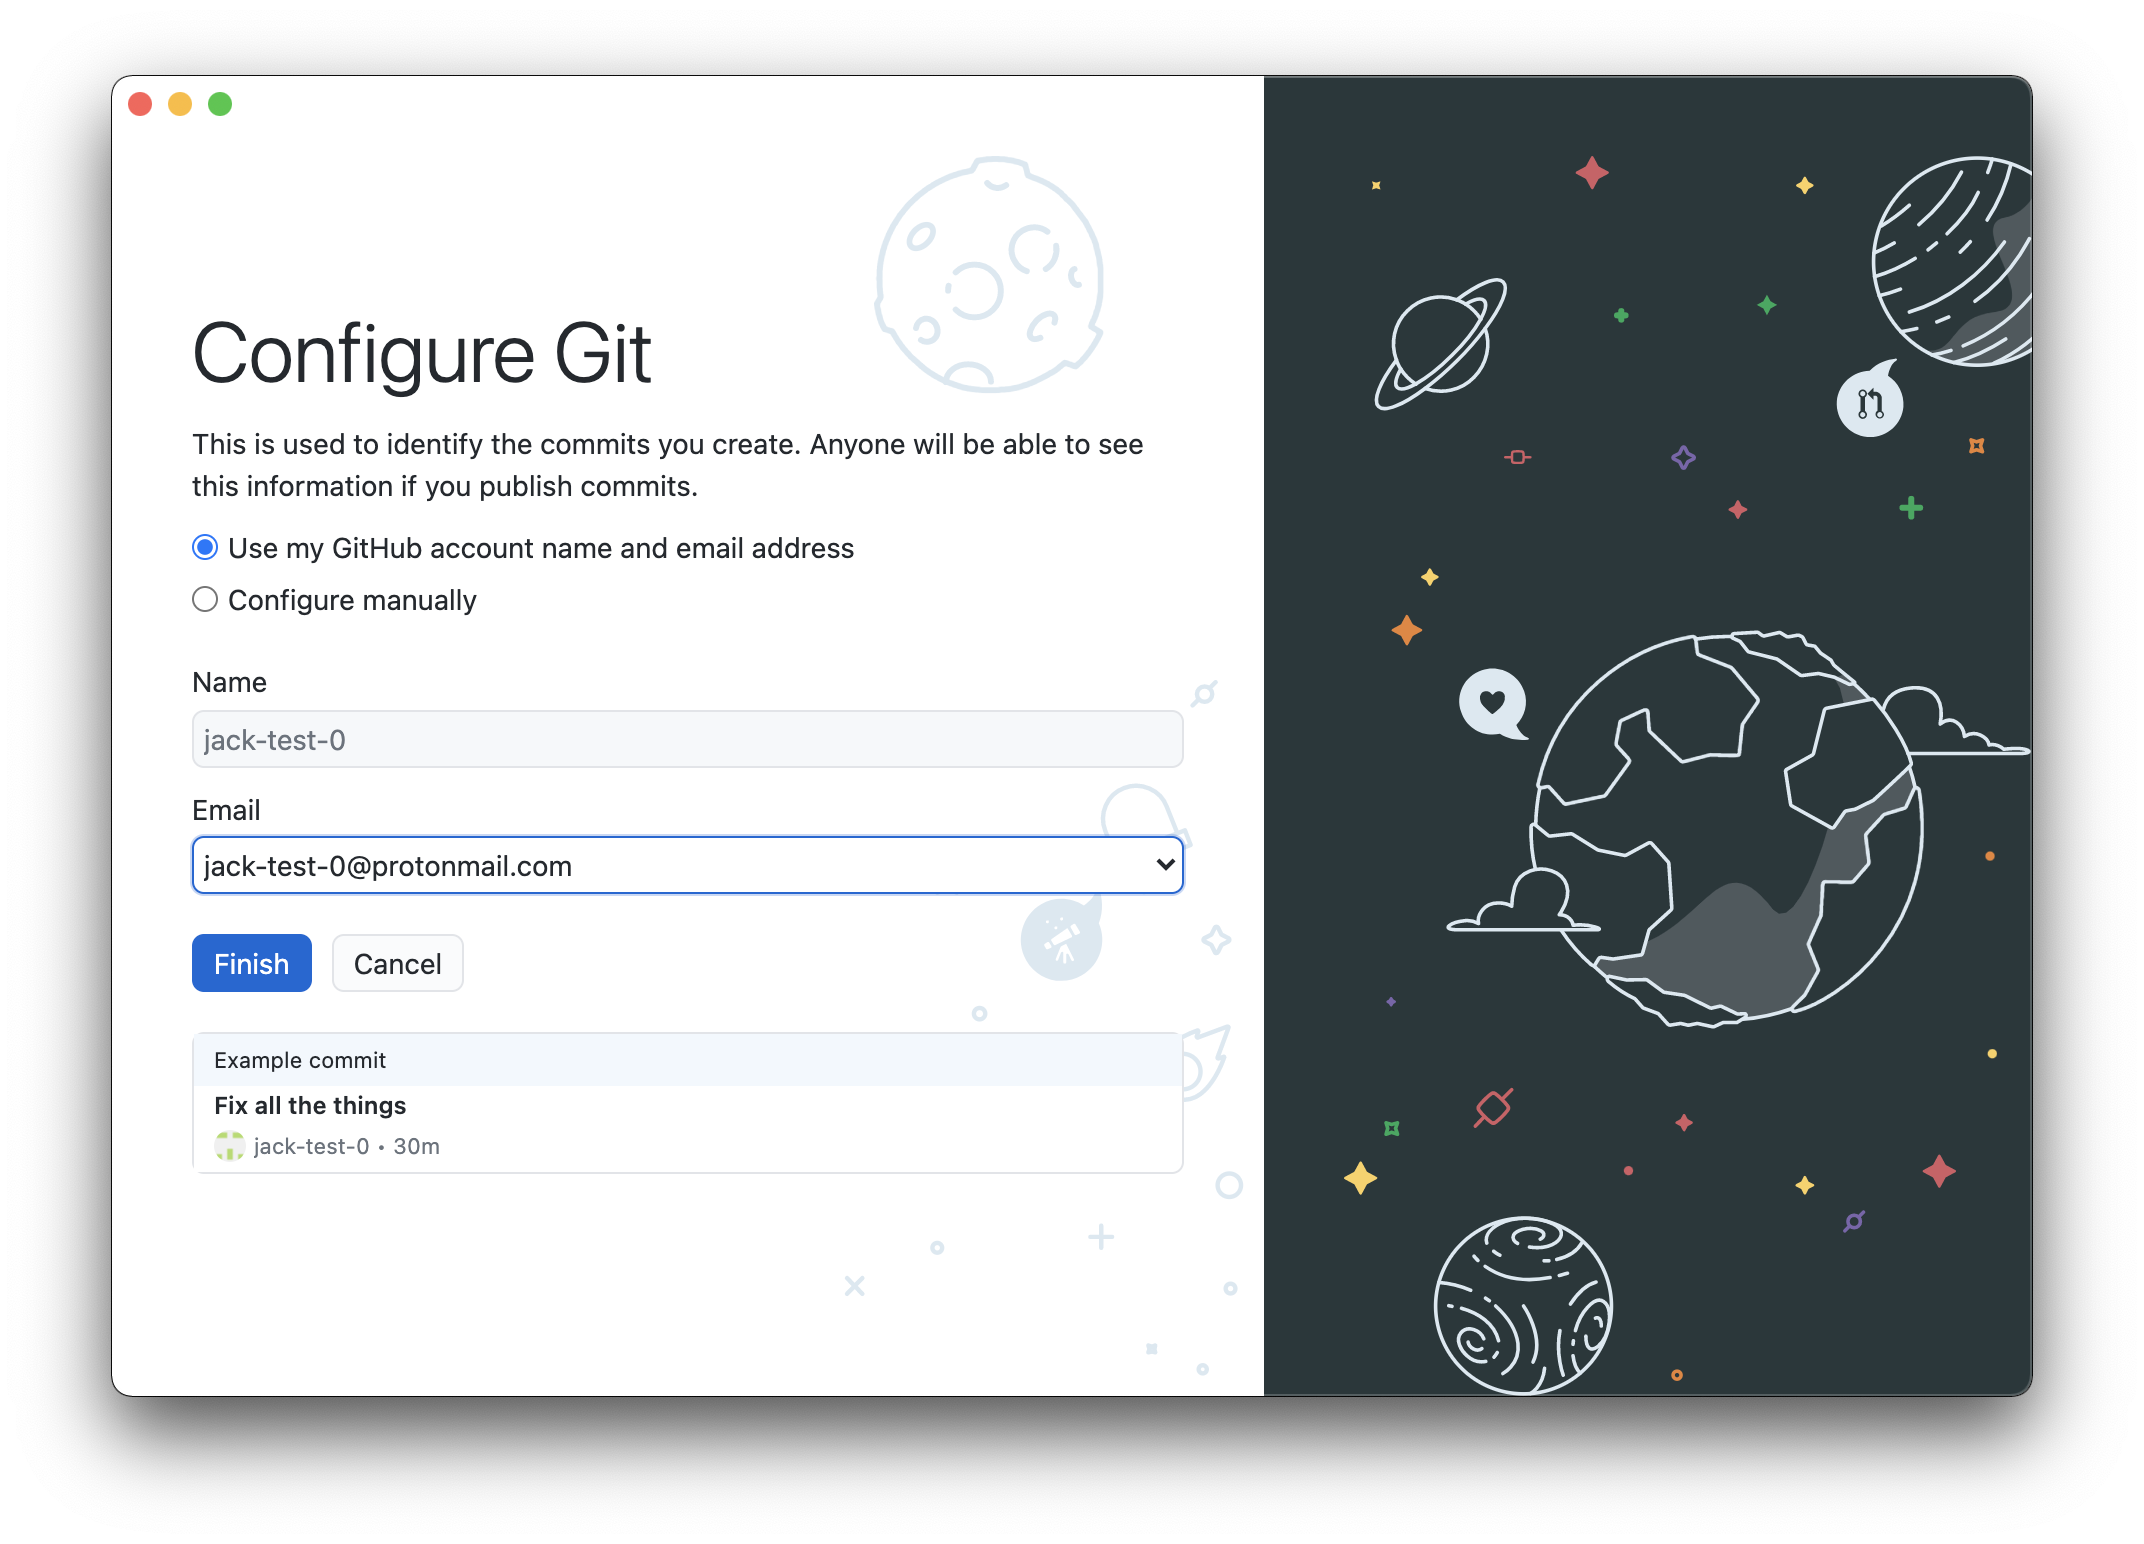 Configure Git
This is used to identify the commits you create. Anyone will be able to see
this information if you publish commits.
Use my GitHub account name and email address
Configure manually
Name
jack-test-0
Email
jack-test-0@protonmail.com
Finish Cancel
Example commit
Fix all the things
jack-test-0 • 30m